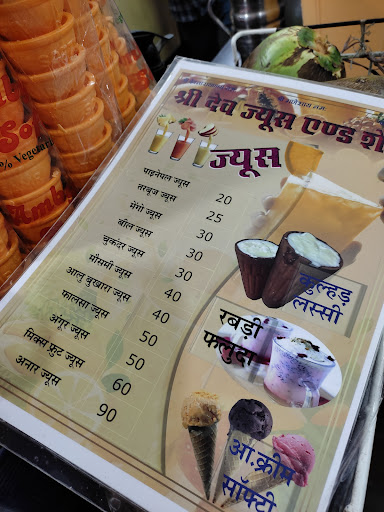 श्री देव ज्यूस एण्ड शे
ज्यूस
पाइनेपल ज्यूस 20
तरबूज ज्यूस 25
मेंगो ज्यूस 30
बील ज्यूस 30
चुकंदर ज्यूस 30
मौसमी ज्यूस 40
आलु बुखारा ज्यूस 40
फालसा ज्यूस 50
अंगूर ज्यूस 50
मिक्स फ्रुट ज्यूस 60
अनार ज्यूस 90
कुल्हड़
लस्सी
रबड़ी
फलुदा
आ.क्रीम
सॉफ्टी